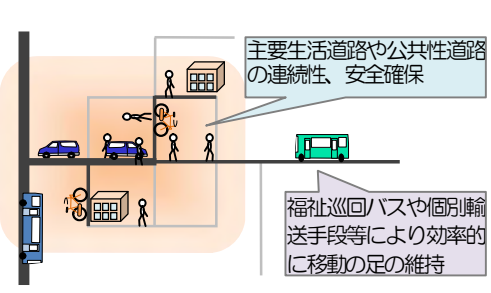 主要生活道路や公共性道路
の連続性、安全確保
福祉巡回バスや個別輸
送手段等により効率的
に移動の足の維持